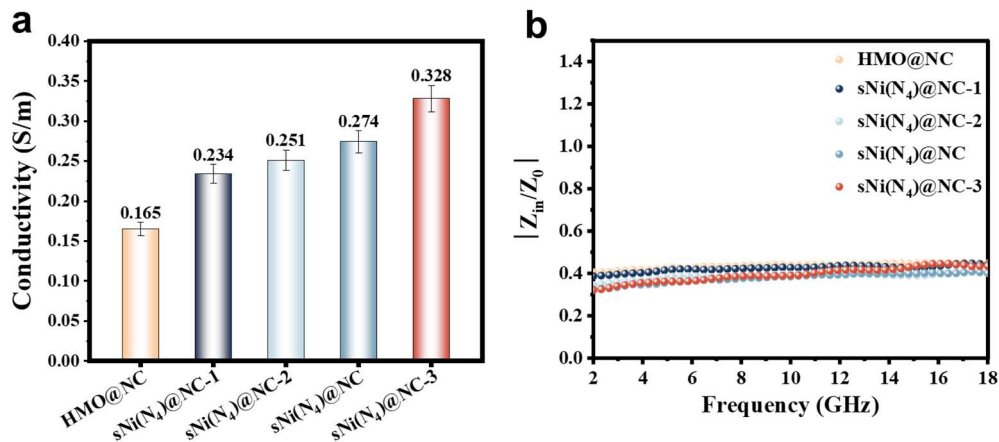 a
Conductivity (S/m)
0.40
0.35
0.30
0.25
0.20
0.15
0.10
0.05
0.00
0.165
0.234
0.251
0.274
0.328
HMO@NC
sNi(N₄)@NC-1
sNi(N₄)@NC-2
sNi(N₄)@NC
sNi(N₄)@NC-3
b
|Z_in/Z₀|
1.4
1.2
1.0
0.8
0.6
0.4
0.2
0.0
HMO@NC
sNi(N₄)@NC-1
sNi(N₄)@NC-2
sNi(N₄)@NC
sNi(N₄)@NC-3
2 4 6 8 10 12 14 16 18
Frequency (GHz)